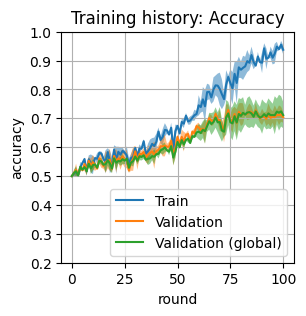 Training history: Accuracy
accuracy
1.0
0.9
0.8
0.7
0.6
0.5
0.4
0.3
0.2
Train
Validation
Validation (global)
0 25 50 75 100
round